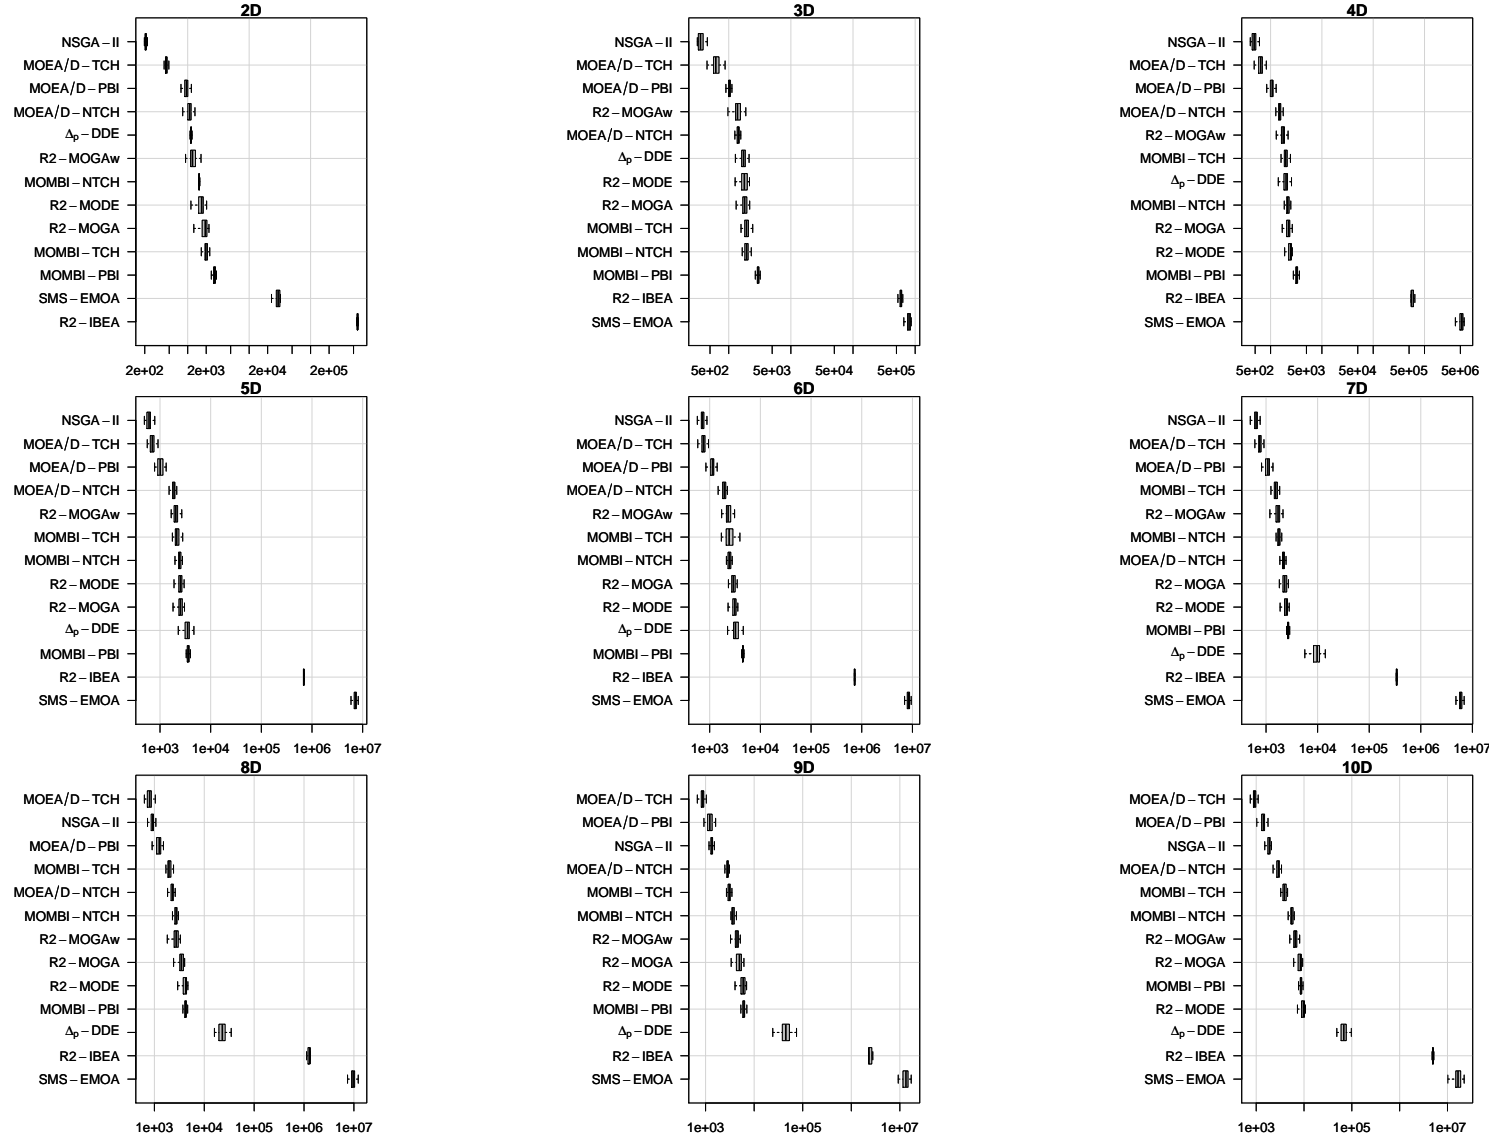 2D
NSGA−II
MOEA/D−TCH
MOEA/D−PBI
MOEA/D−NTCH
Δp−DDE
R2−MOGAw
MOMBI−NTCH
R2−MODE
R2−MOGA
MOMBI−TCH
MOMBI−PBI
SMS−EMOA
R2−IBEA
2e+02 2e+03 2e+04 2e+05
3D
NSGA−II
MOEA/D−TCH
MOEA/D−PBI
R2−MOGAw
MOEA/D−NTCH
Δp−DDE
R2−MODE
R2−MOGA
MOMBI−TCH
MOMBI−NTCH
MOMBI−PBI
R2−IBEA
SMS−EMOA
5e+02 5e+03 5e+04 5e+05
4D
NSGA−II
MOEA/D−TCH
MOEA/D−PBI
MOEA/D−NTCH
R2−MOGAw
MOMBI−TCH
Δp−DDE
MOMBI−NTCH
R2−MOGA
R2−MODE
MOMBI−PBI
R2−IBEA
SMS−EMOA
5e+02 5e+03 5e+04 5e+05 5e+06
5D
NSGA−II
MOEA/D−TCH
MOEA/D−PBI
MOEA/D−NTCH
R2−MOGAw
MOMBI−TCH
MOMBI−NTCH
R2−MODE
R2−MOGA
Δp−DDE
MOMBI−PBI
R2−IBEA
SMS−EMOA
1e+03 1e+04 1e+05 1e+06 1e+07
6D
NSGA−II
MOEA/D−TCH
MOEA/D−PBI
MOEA/D−NTCH
R2−MOGAw
MOMBI−TCH
MOMBI−NTCH
R2−MOGA
R2−MODE
Δp−DDE
MOMBI−PBI
R2−IBEA
SMS−EMOA
1e+03 1e+04 1e+05 1e+06 1e+07
7D
NSGA−II
MOEA/D−TCH
MOEA/D−PBI
MOMBI−TCH
R2−MOGAw
MOMBI−NTCH
MOEA/D−NTCH
R2−MOGA
R2−MODE
MOMBI−PBI
Δp−DDE
R2−IBEA
SMS−EMOA
1e+03 1e+04 1e+05 1e+06 1e+07
8D
MOEA/D−TCH
NSGA−II
MOEA/D−PBI
MOMBI−TCH
MOEA/D−NTCH
MOMBI−NTCH
R2−MOGAw
R2−MOGA
R2−MODE
MOMBI−PBI
Δp−DDE
R2−IBEA
SMS−EMOA
1e+03 1e+04 1e+05 1e+06 1e+07
9D
MOEA/D−TCH
MOEA/D−PBI
NSGA−II
MOEA/D−NTCH
MOMBI−TCH
MOMBI−NTCH
R2−MOGAw
R2−MOGA
R2−MODE
MOMBI−PBI
Δp−DDE
R2−IBEA
SMS−EMOA
1e+03 1e+05 1e+07
10D
MOEA/D−TCH
MOEA/D−PBI
NSGA−II
MOEA/D−NTCH
MOMBI−TCH
MOMBI−NTCH
R2−MOGAw
R2−MOGA
MOMBI−PBI
R2−MODE
Δp−DDE
R2−IBEA
SMS−EMOA
1e+03 1e+05 1e+07